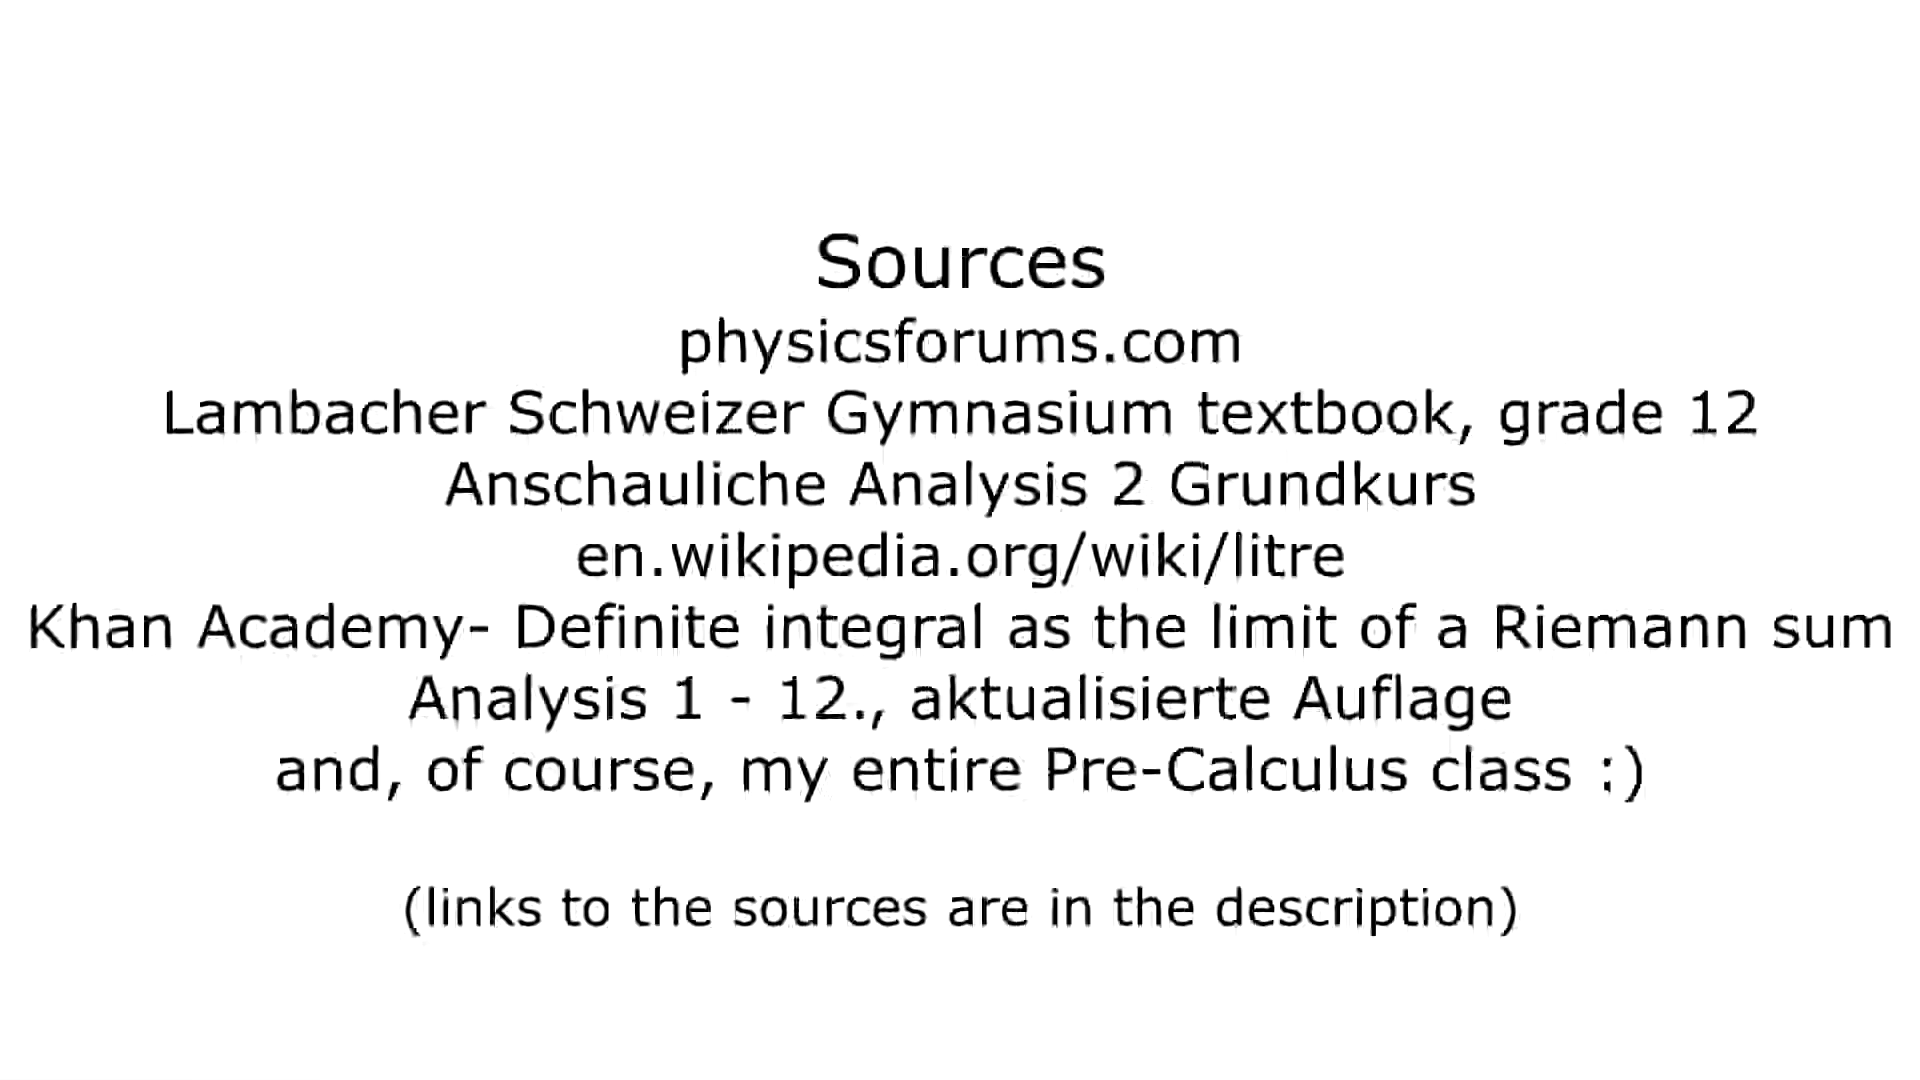 Sources
physicsforums.com
Lambacher Schweizer Gymnasium textbook, grade 12
Anschauliche Analysis 2 Grundkurs
en.wikipedia.org/wiki/litre
Khan Academy- Definite integral as the limit of a Riemann sum
Analysis 1 - 12., aktualisierte Auflage
and, of course, my entire Pre-Calculus class :)
(links to the sources are in the description)